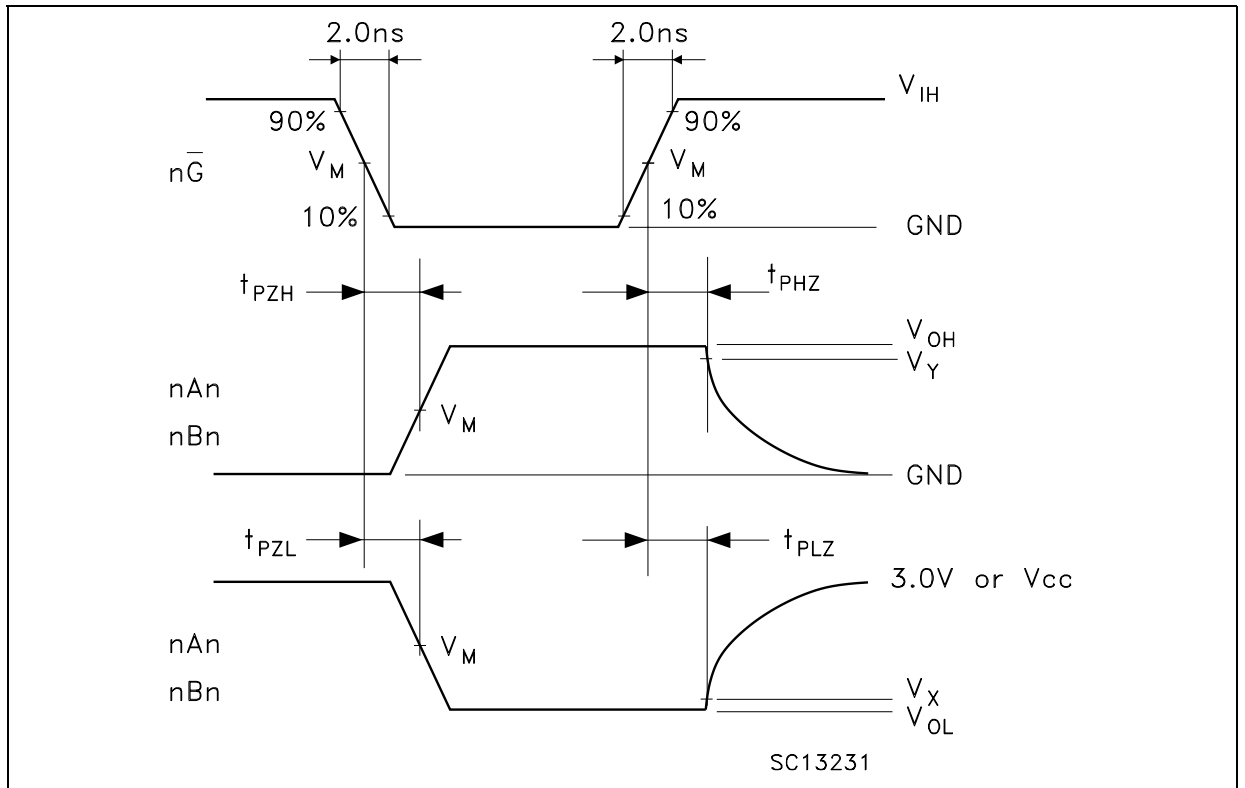 2.0ns 2.0ns
V_IH
90% 90%
nG̅ V_M V_M
10% 10%
GND
t_PZH t_PHZ
V_OH
V_Y
nAn
V_M
nBn
GND
t_PZL t_PLZ
3.0V or Vcc
nAn V_M
nBn
V_X
V_OL
SC13231